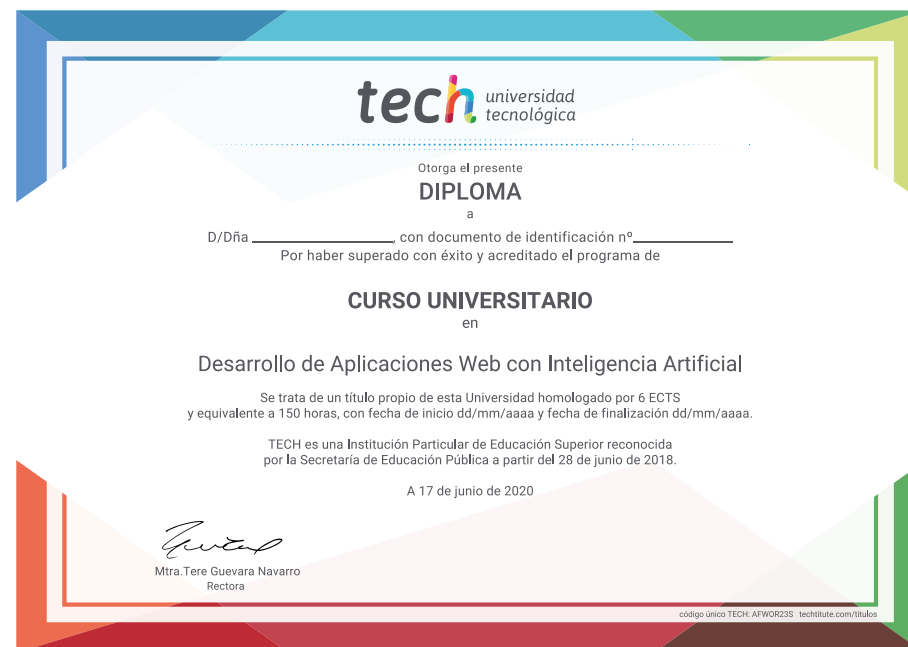 tech universidad
tecnológica
Otorga el presente
DIPLOMA
a
D/Dña ____________________, con documento de identificación nº______________
Por haber superado con éxito y acreditado el programa de
CURSO UNIVERSITARIO
en
Desarrollo de Aplicaciones Web con Inteligencia Artificial
Se trata de un título propio de esta Universidad homologado por 6 ECTS
y equivalente a 150 horas, con fecha de inicio dd/mm/aaaa y fecha de finalización dd/mm/aaaa.
TECH es una Institución Particular de Educación Superior reconocida
por la Secretaría de Educación Pública a partir del 28 de junio de 2018.
A 17 de junio de 2020
Mtra.Tere Guevara Navarro
Rectora
código único TECH: AFWOR23S techtitute.com/titulos